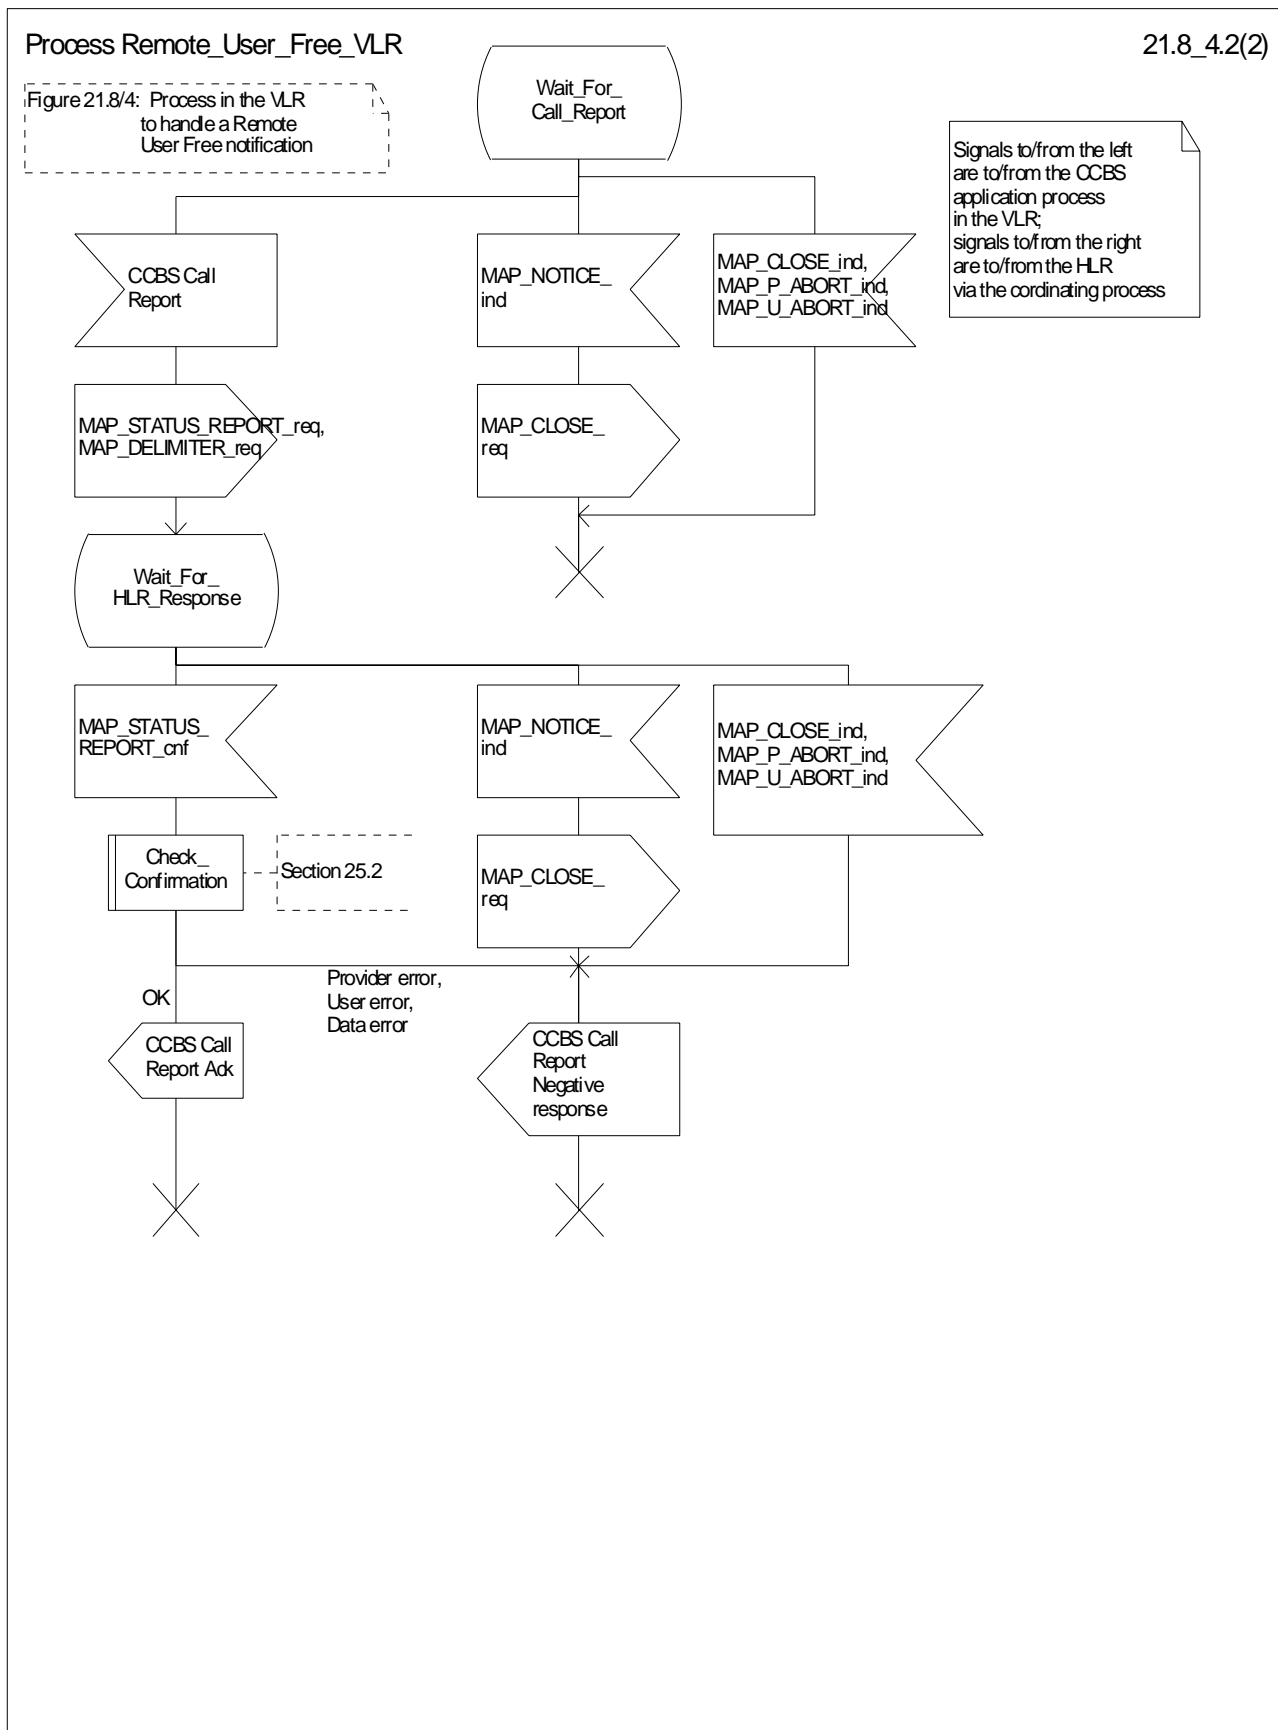 Process Remote_User_Free_VLR
21.8_4.2(2)
Figure 21.8/4: Process in the VLR
to handle a Remote
User Free notification
Wait_For_
Call_Report
Signals to/from the left
are to/from the CCBS
application process
in the VLR;
signals to/from the right
are to/from the HLR
via the cordinating process
CCBS Call
Report
MAP_NOTICE_
ind
MAP_CLOSE_ind,
MAP_P_ABORT_ind,
MAP_U_ABORT_ind
MAP_STATUS_REPORT_req,
MAP_DELIMITER_req
MAP_CLOSE_
req
Wait_For_
HLR_Response
MAP_STATUS_
REPORT_cnf
MAP_NOTICE_
ind
MAP_CLOSE_ind,
MAP_P_ABORT_ind,
MAP_U_ABORT_ind
Check_
Confirmation
Section 25.2
MAP_CLOSE_
req
Provider error,
User error,
Data error
OK
CCBS Call
Report Ack
CCBS Call
Report
Negative
response